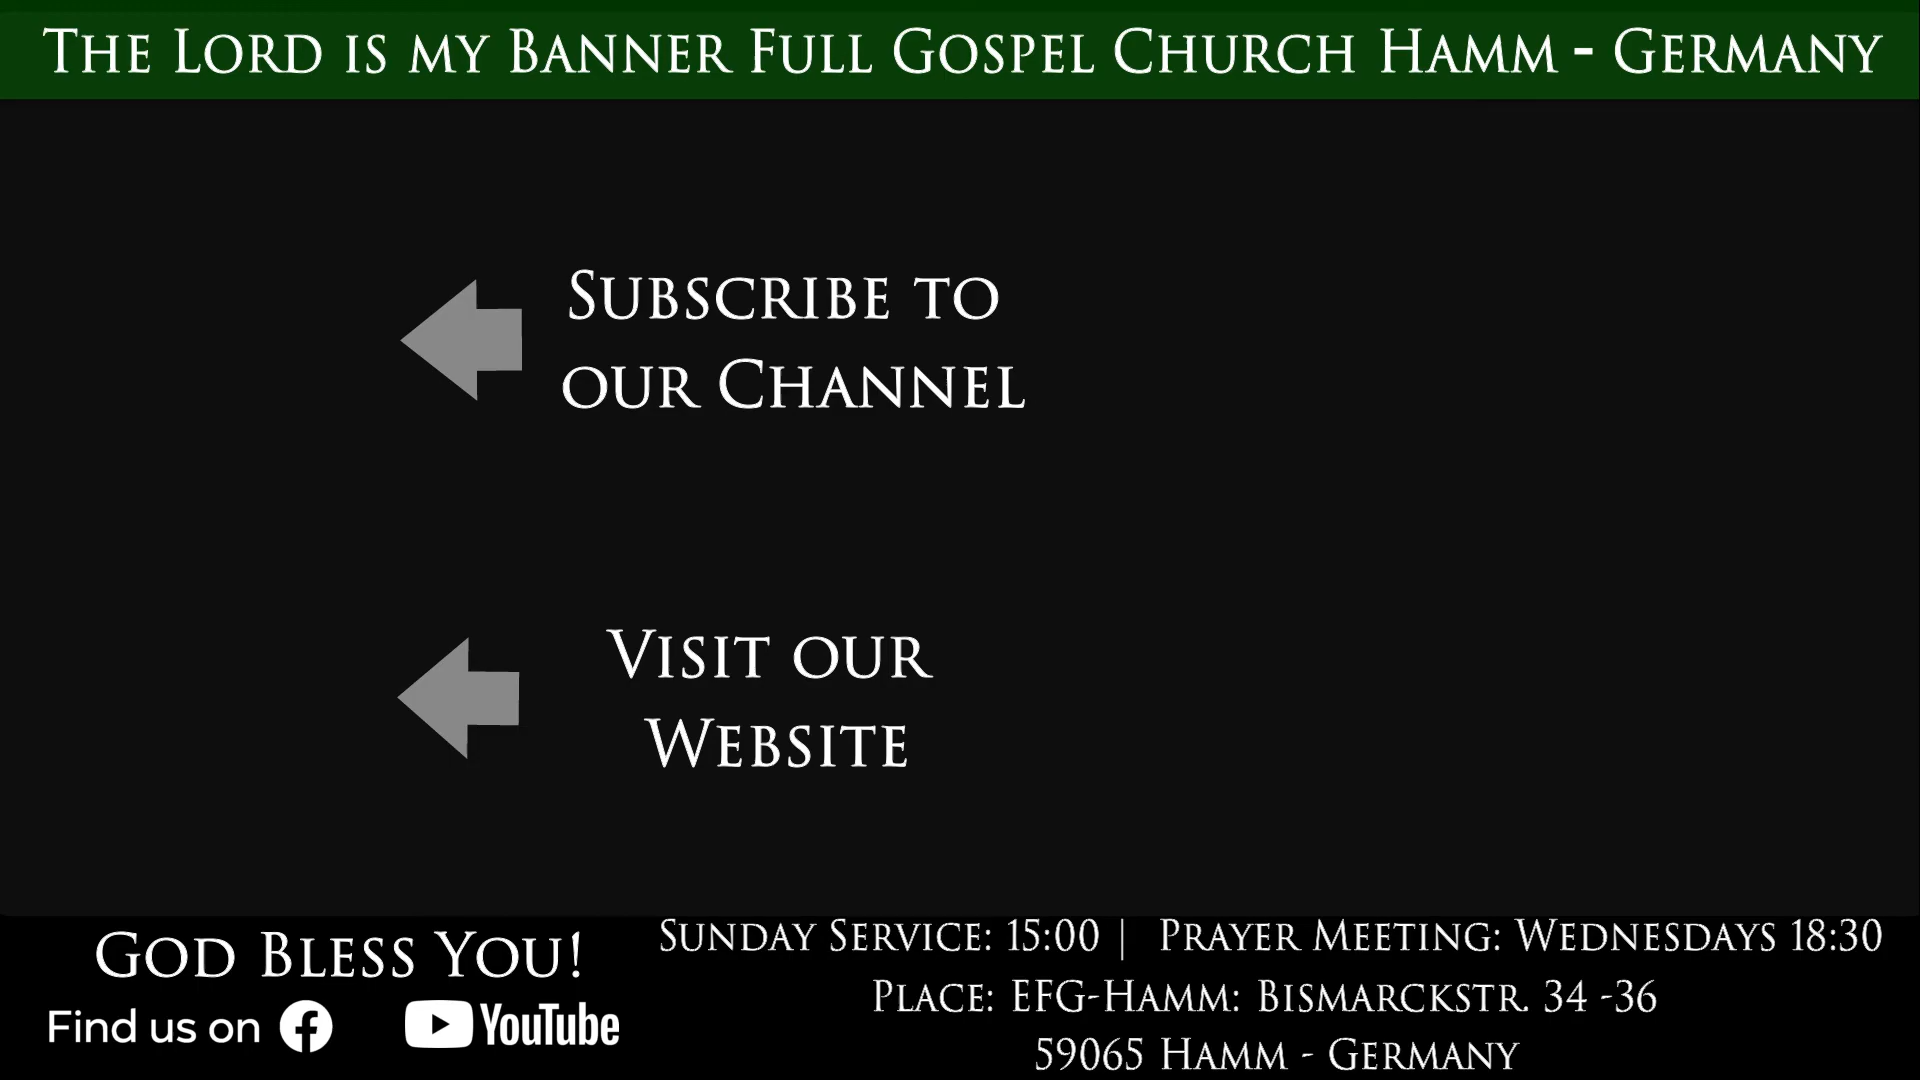 The Lord is my Banner Full Gospel Church Hamm - Germany
Subscribe to
our Channel
Visit our
Website
God Bless You!
Find us on
YouTube
Sunday Service: 15:00 | Prayer Meeting: Wednesdays 18:30
Place: EFG-Hamm: Bismarckstr. 34 -36
59065 Hamm - Germany